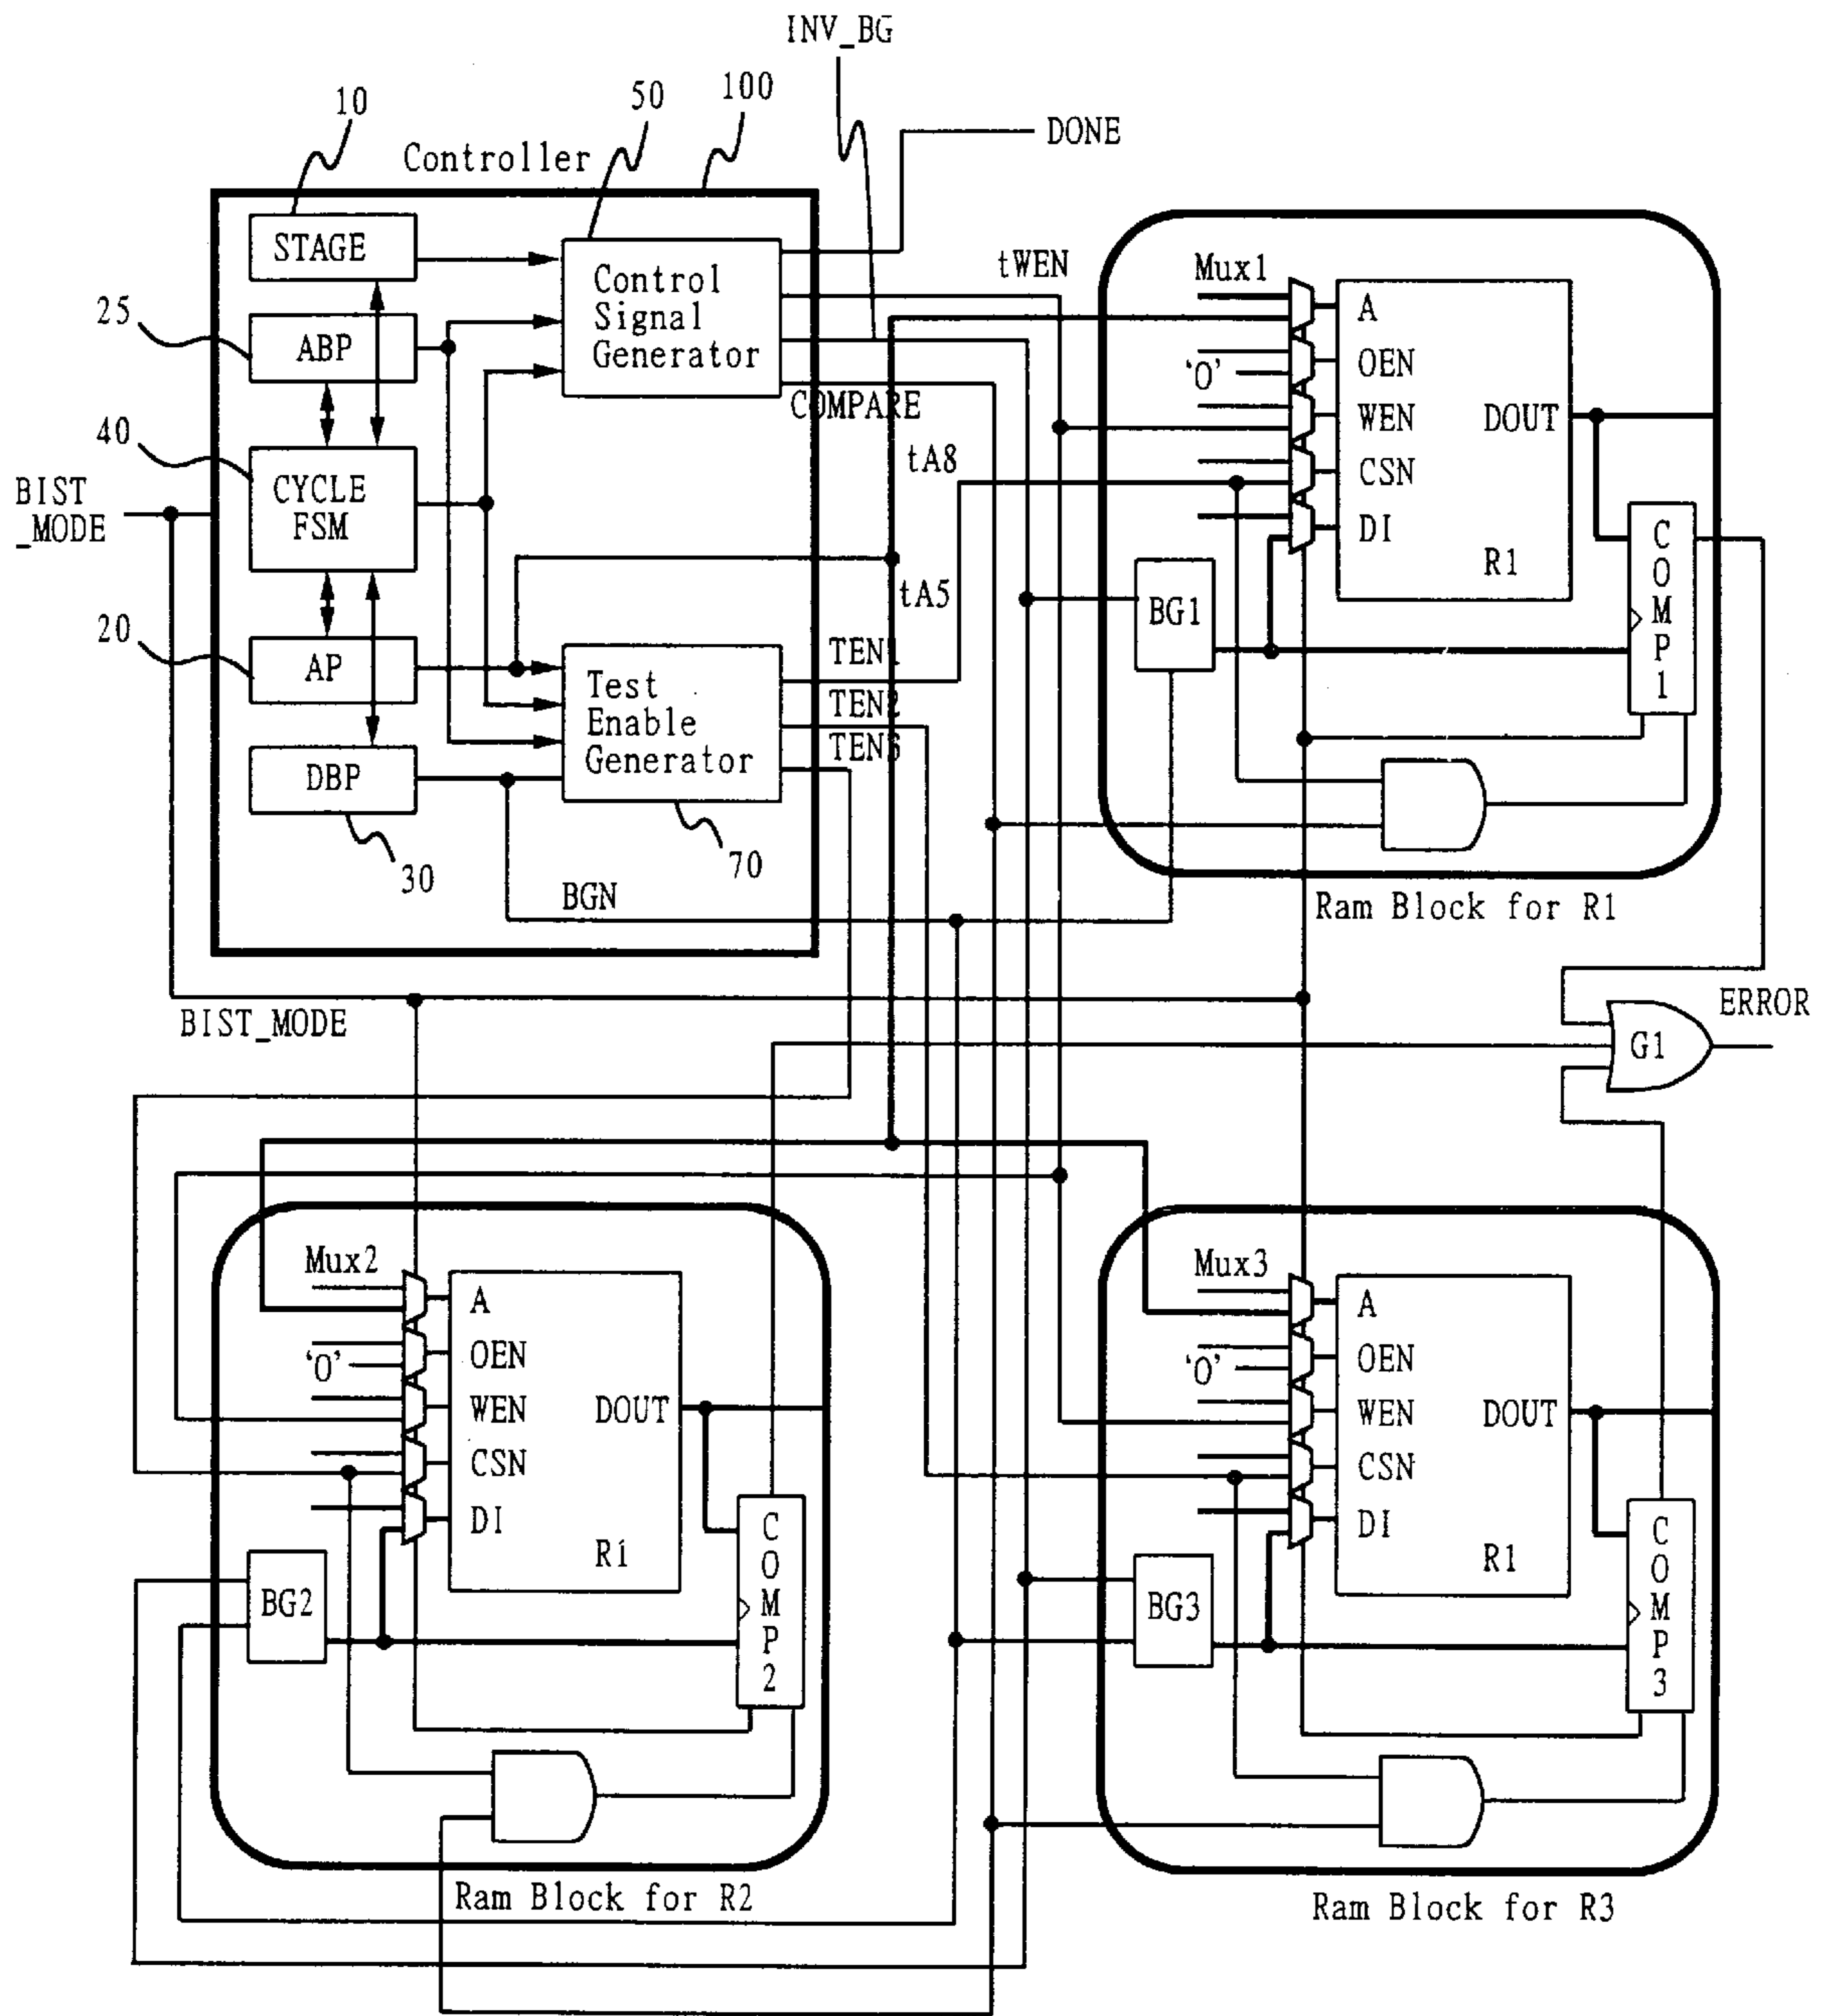 INV_BG
10
50
100
DONE
Controller
STAGE
Control
Signal
Generator
tWEN
Mux1
A
25
ABP
'0'
OEN
COMPARE
WEN
DOUT
40
CYCLE
FSM
tA8
CSN
BIST
_MODE
DI
R1
COMP1
tA5
BG1
20
AP
Test
Enable
Generator
TEN1
TEN2
TEN3
DBP
30
70
BGN
Ram Block for R1
BIST_MODE
ERROR
G1
Mux2
A
'0'
OEN
WEN
DOUT
CSN
DI
R1
COMP2
BG2
Ram Block for R2
Mux3
A
'0'
OEN
WEN
DOUT
CSN
DI
R1
COMP3
BG3
Ram Block for R3